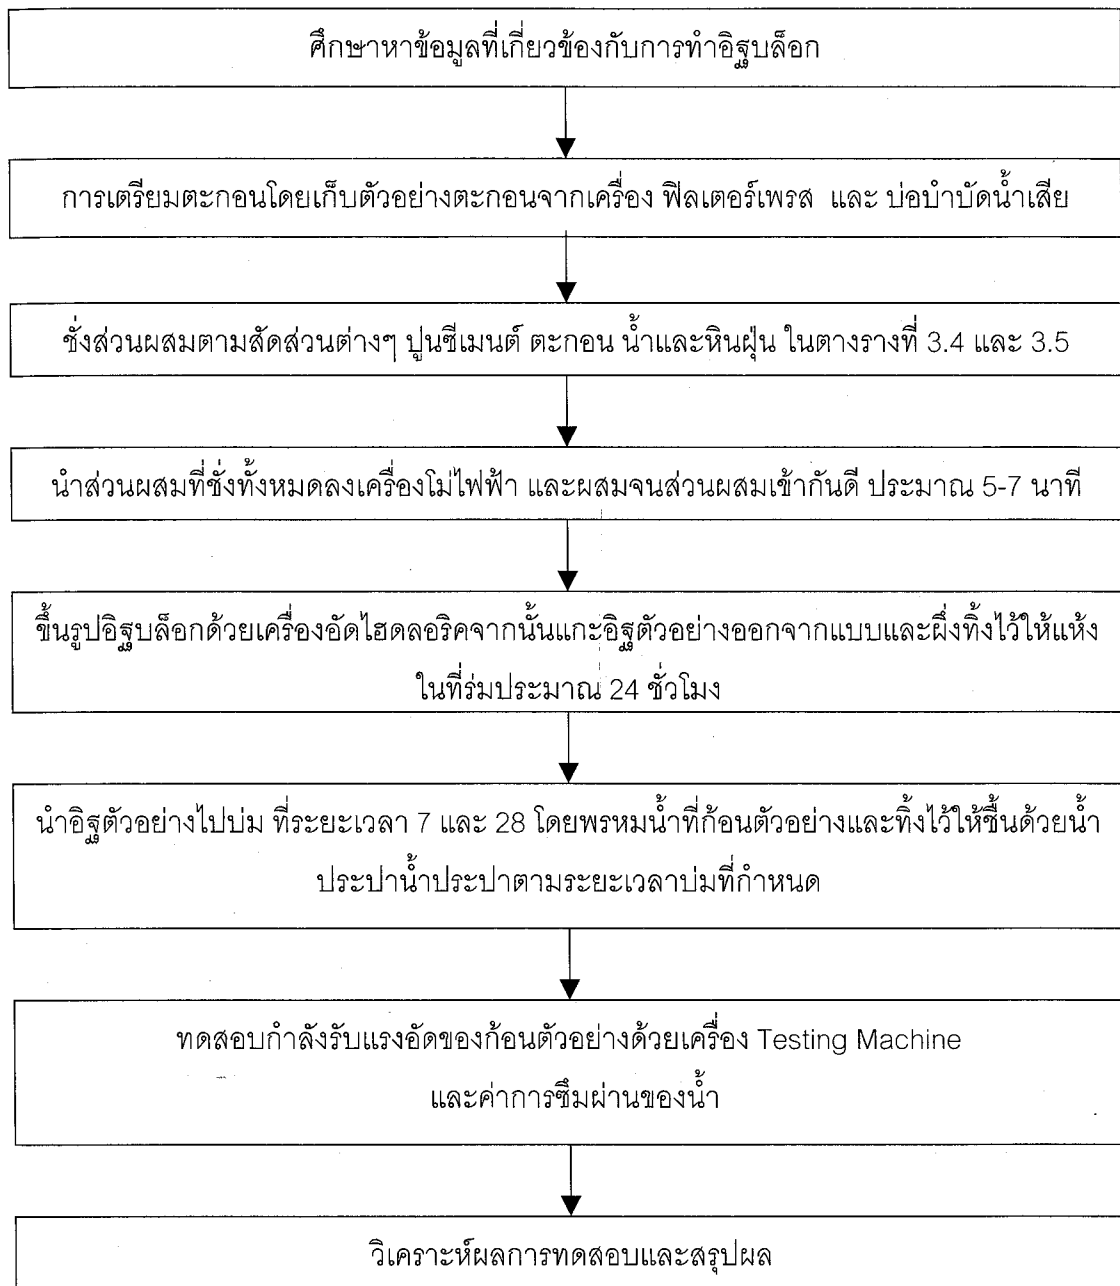 ศึกษาหาข้อมูลที่เกี่ยวข้องกับการทำอิฐบล็อก
การเตรียมตะกอนโดยเก็บตัวอย่างตะกอนจากเครื่อง ฟิลเตอร์เพรส และ บ่อบำบัดน้ำเสีย
ชั่งส่วนผสมตามสัดส่วนต่างๆ ปูนซีเมนต์ ตะกอน น้ำและหินฝุ่น ในตางรางที่ 3.4 และ 3.5
นำส่วนผสมที่ชั่งทั้งหมดลงเครื่องโม่ไฟฟ้า และผสมจนส่วนผสมเข้ากันดี ประมาณ 5-7 นาที
ขึ้นรูปอิฐบล็อกด้วยเครื่องอัดไฮดลอริคจากนั้นแกะอิฐตัวอย่างออกจากแบบและผึ่งทิ้งไว้ให้แห้ง
ในที่ร่มประมาณ 24 ชั่วโมง
นำอิฐตัวอย่างไปบ่ม ที่ระยะเวลา 7 และ 28 โดยพรหมน้ำที่ก้อนตัวอย่างและทิ้งไว้ให้ชื้นด้วยน้ำ
ประปาน้ำประปาตามระยะเวลาบ่มที่กำหนด
ทดสอบกำลังรับแรงอัดของก้อนตัวอย่างด้วยเครื่อง Testing Machine
และค่าการซึมผ่านของน้ำ
วิเคราะห์ผลการทดสอบและสรุปผล